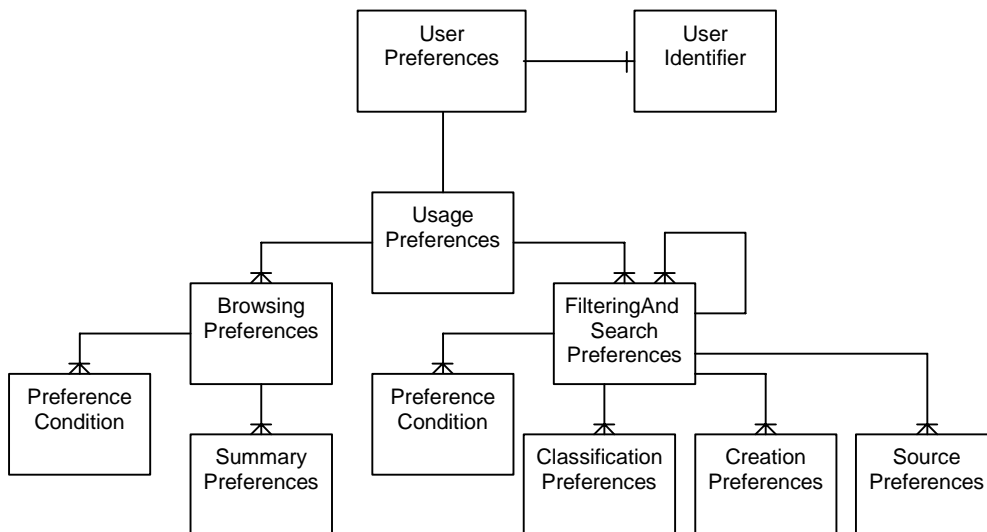 User
Preferences
User
Identifier
Usage
Preferences
Browsing
Preferences
FilteringAnd
Search
Preferences
Preference
Condition
Preference
Condition
Summary
Preferences
Classification
Preferences
Creation
Preferences
Source
Preferences